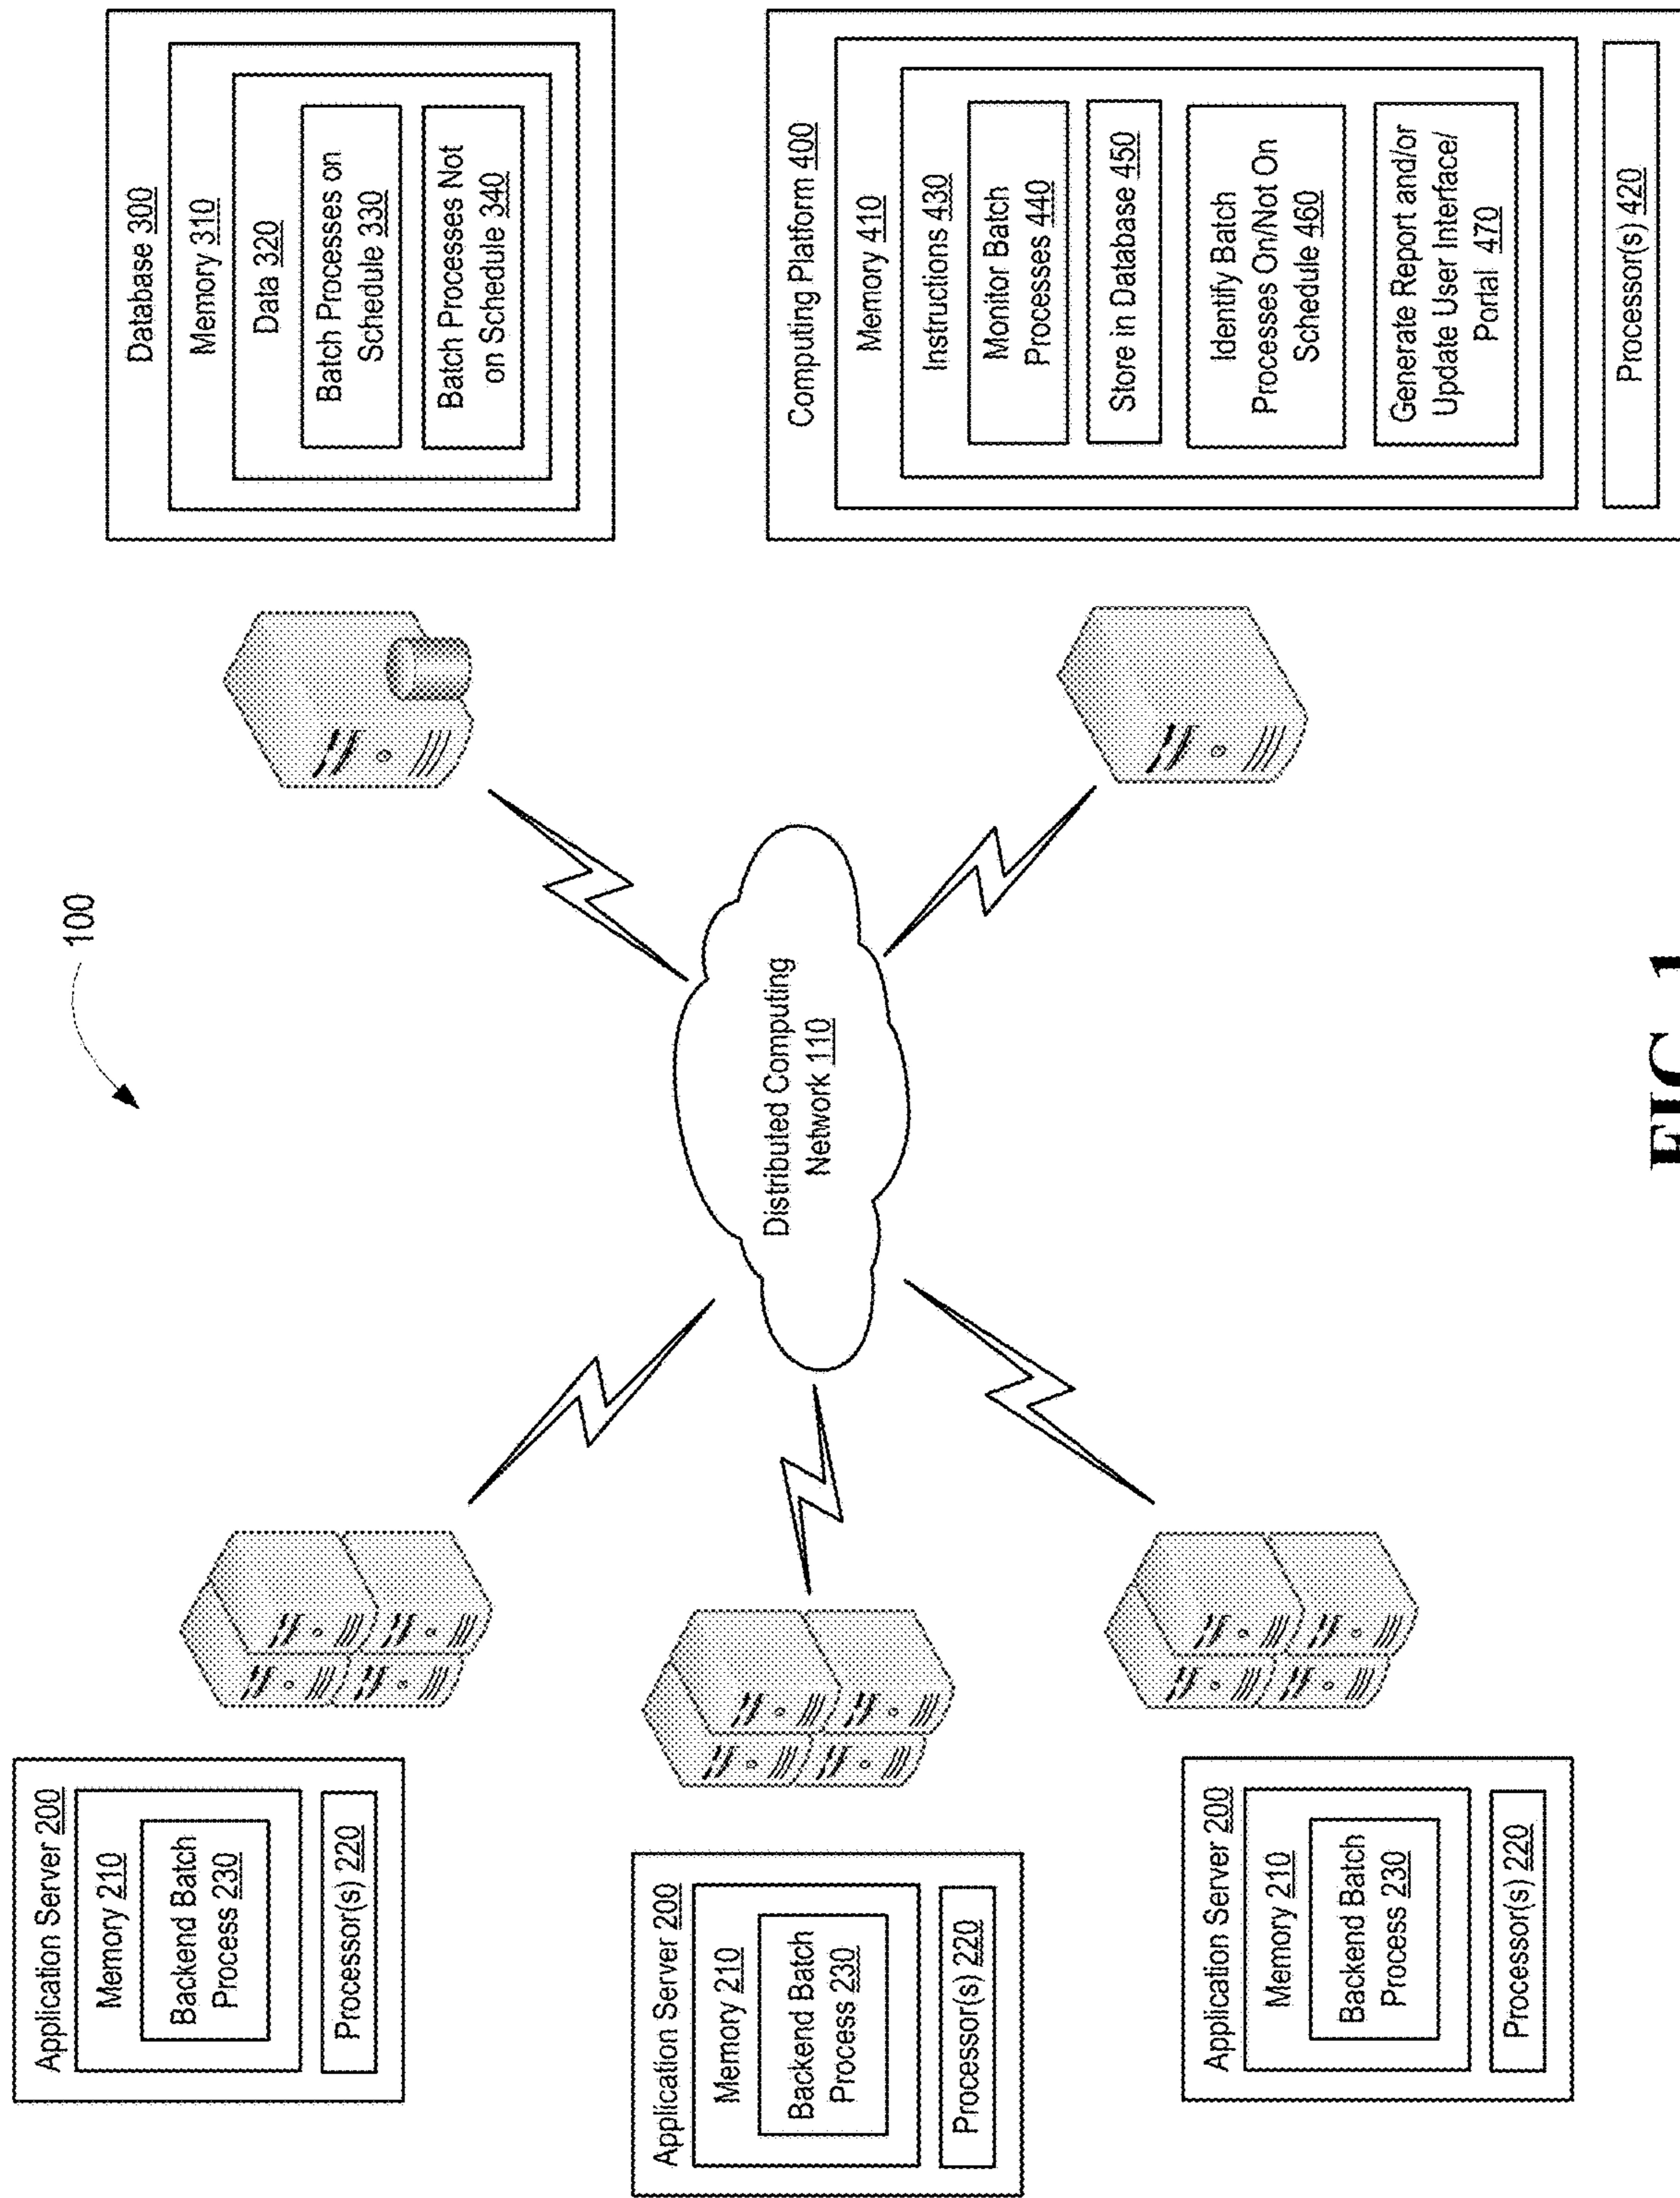 100
Application Server 200
Memory 210
Backend Batch
Process 230
Processor(s) 220
Application Server 200
Memory 210
Backend Batch
Process 230
Processor(s) 220
Application Server 200
Memory 210
Backend Batch
Process 230
Processor(s) 220
Distributed Computing
Network 110
Database 300
Memory 310
Data 320
Batch Processes on
Schedule 330
Batch Processes Not
on Schedule 340
Computing Platform 400
Memory 410
Instructions 430
Monitor Batch
Processes 440
Store in Database 450
Identify Batch
Processes On/Not On
Schedule 460
Generate Report and/or
Update User Interface/
Portal 470
Processor(s) 420
FIG. 1